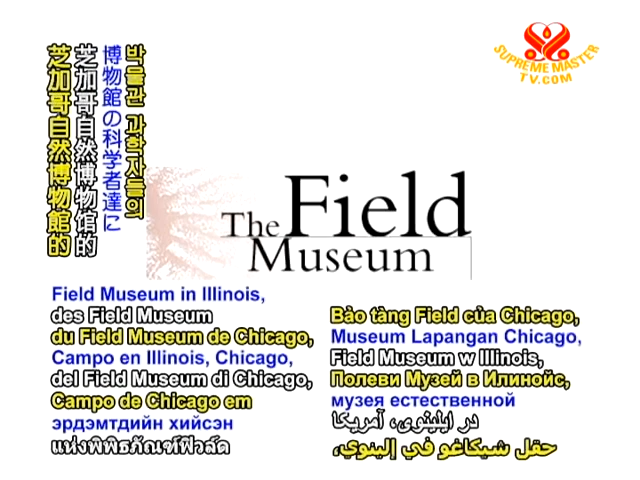 SUPREME MASTER
TV.COM
박물관 과학자들의
博物館の科学者達に
芝加哥自然博物馆的
芝加哥自然博物館的
The Field
Museum
Field Museum in Illinois,
des Field Museum
du Field Museum de Chicago,
Campo en Illinois, Chicago,
del Field Museum di Chicago,
Campo de Chicago em
эрдэмтдийн хийсэн
แห่งพิพิธภัณฑ์ฟิวลัด
Bảo tàng Field của Chicago,
Museum Lapangan Chicago,
Field Museum w Illinois,
Полеви Музей в Илинойс,
музея естественной
در ایلینوی، آمریکا
حقل شيكاغو في إلينوي،